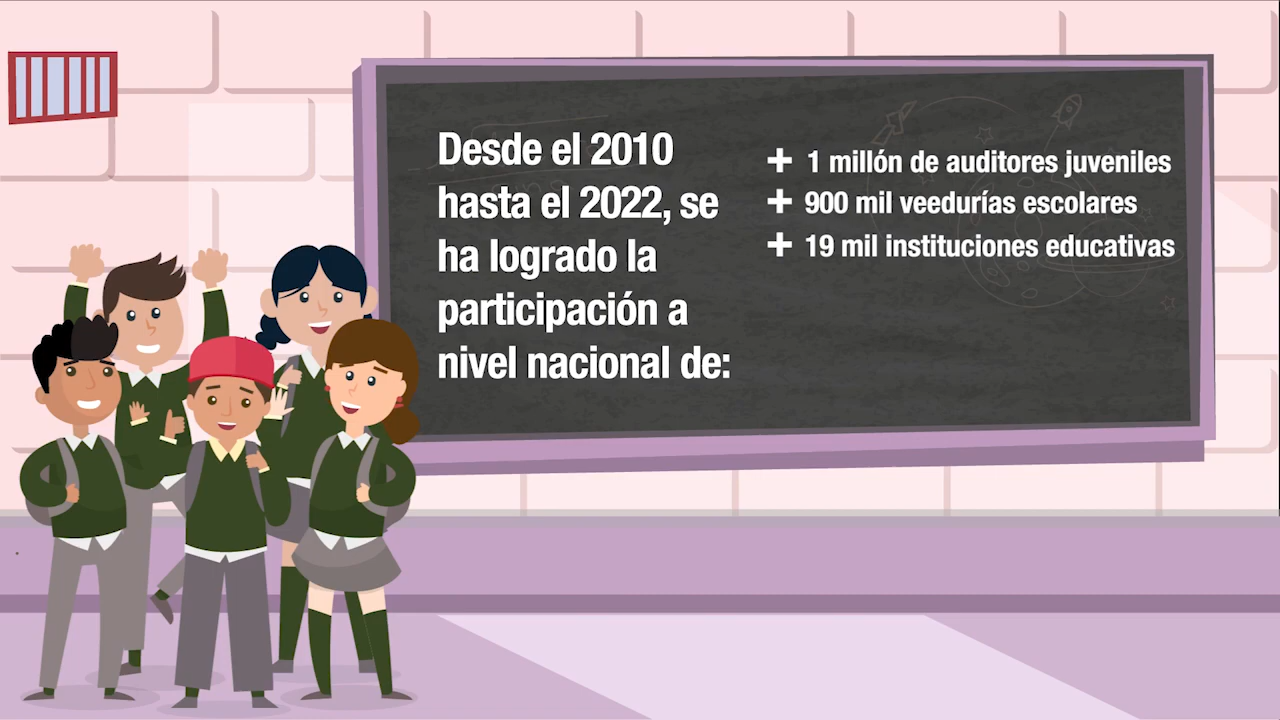 Desde el 2010
hasta el 2022, se
ha logrado la
participación a
nivel nacional de:
+ 1 millón de auditores juveniles
+ 900 mil veedurías escolares
+ 19 mil instituciones educativas